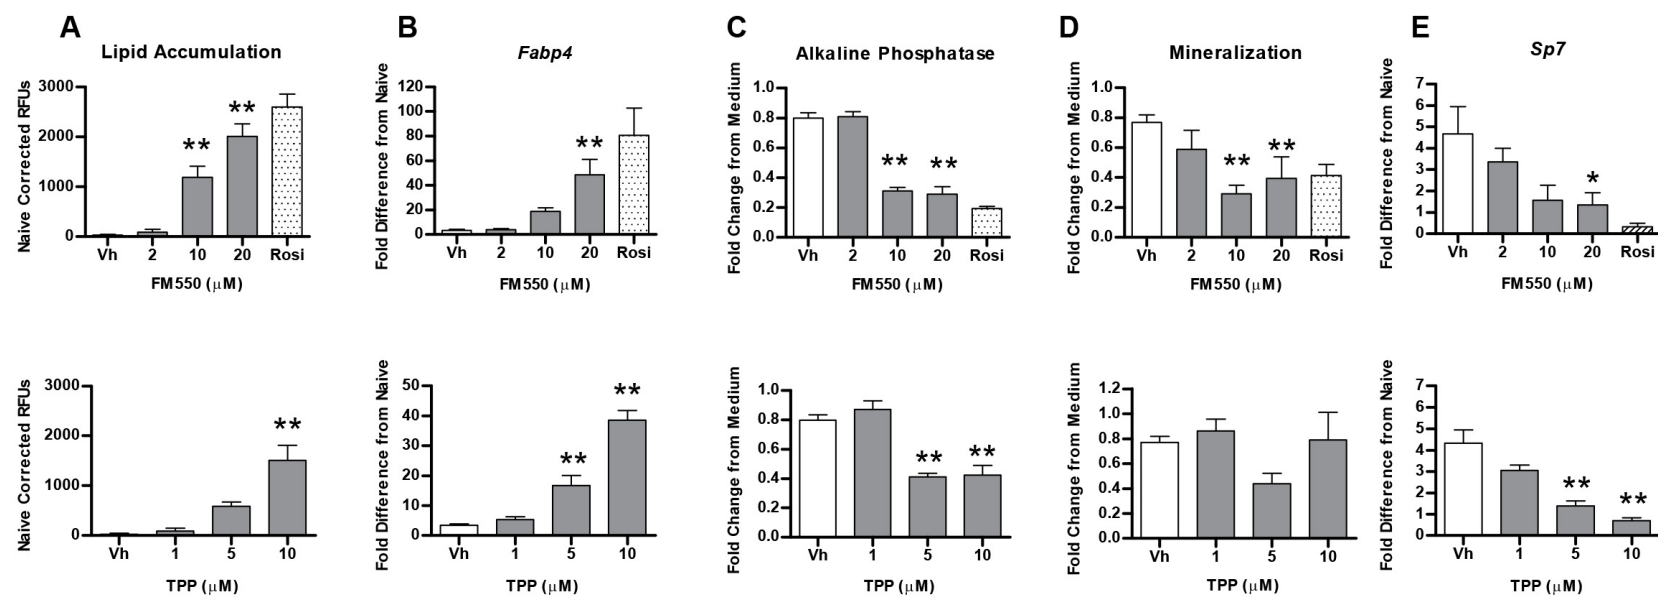 A
B
C
D
E
Lipid Accumulation
Fabp4
Alkaline Phosphatase
Mineralization
Sp7
Naive Corrected RFUs
3000
2000
1000
0
** **
Vh 2 10 20 Rosi
FM550 (µM)
Fold Difference from Naive
120
100
80
60
40
20
0
**
Vh 2 10 20 Rosi
FM550 (µM)
Fold Change from Medium
1.0
0.8
0.6
0.4
0.2
0.0
** **
Vh 2 10 20 Rosi
FM550 (µM)
Fold Change from Medium
1.0
0.8
0.6
0.4
0.2
0.0
** **
Vh 2 10 20 Rosi
FM550 (µM)
Fold Difference from Naive
7
6
5
4
3
2
1
0
*
Vh 2 10 20 Rosi
FM550 (µM)
Naive Corrected RFUs
3000
2000
1000
0
**
Vh 1 5 10
TPP (µM)
Fold Difference from Naive
50
40
30
20
10
0
** **
Vh 1 5 10
TPP (µM)
Fold Change from Medium
1.0
0.8
0.6
0.4
0.2
0.0
** **
Vh 1 5 10
TPP (µM)
Fold Change from Medium
1.2
1.0
0.8
0.6
0.4
0.2
0.0
Vh 1 5 10
TPP (µM)
Fold Difference from Naive
7
6
5
4
3
2
1
0
** **
Vh 1 5 10
TPP (µM)